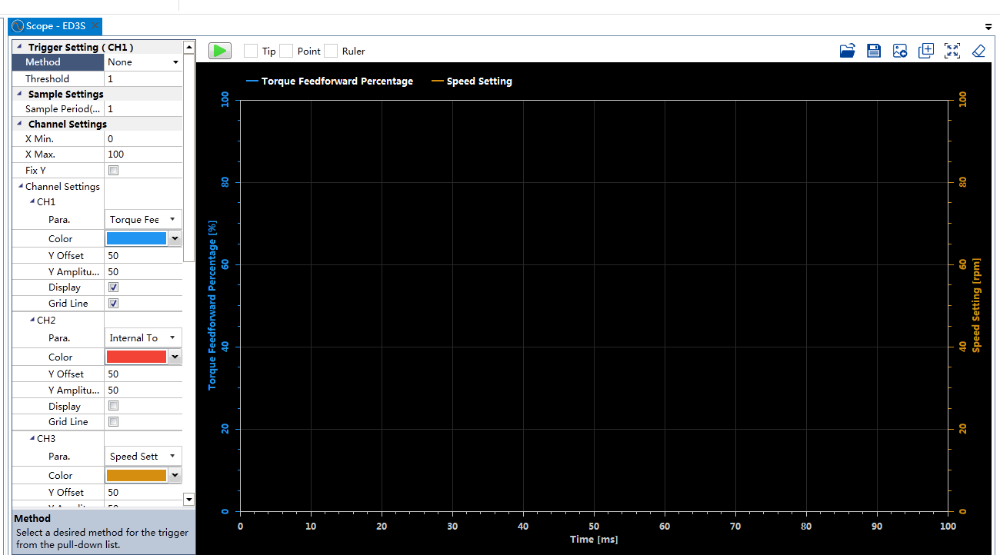 Scope - ED3S
Trigger Setting ( CH1 )
Method None
Threshold 1
Sample Settings
Sample Period(... 1
Channel Settings
X Min. 0
X Max. 100
Fix Y
Channel Settings
CH1
Para. Torque Fee
Color
Y Offset 50
Y Amplitu... 50
Display
Grid Line
CH2
Para. Internal To
Color
Y Offset 50
Y Amplitu... 50
Display
Grid Line
CH3
Para. Speed Sett
Color
Y Offset 50
Method
Select a desired method for the trigger
from the pull-down list.
Tip Point Ruler
Torque Feedforward Percentage Speed Setting
Torque Feedforward Percentage [%]
100
80
60
40
20
0
0 10 20 30 40 50 60 70 80 90 100
Time [ms]
100
80
60
40
20
0
Speed Setting [rpm]